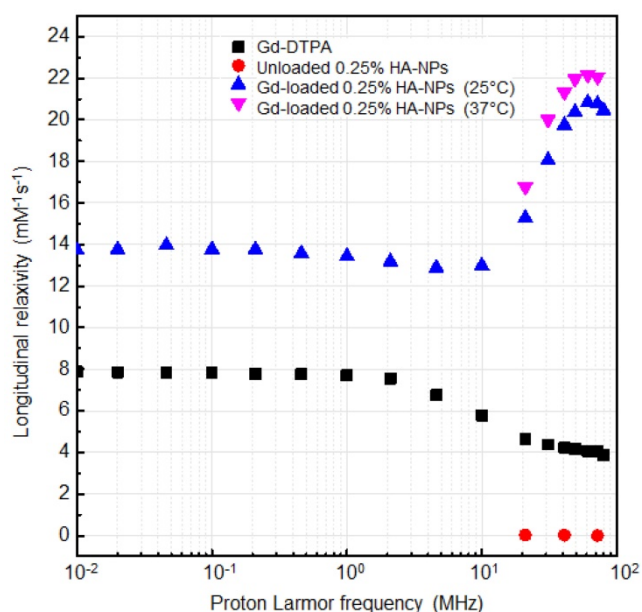 24
22
20
18
16
14
12
10
8
6
4
2
0
Longitudinal relaxivity (mM⁻¹s⁻¹)
Gd-DTPA
Unloaded 0.25% HA-NPs
Gd-loaded 0.25% HA-NPs (25°C)
Gd-loaded 0.25% HA-NPs (37°C)
10⁻² 10⁻¹ 10⁰ 10¹ 10²
Proton Larmor frequency (MHz)